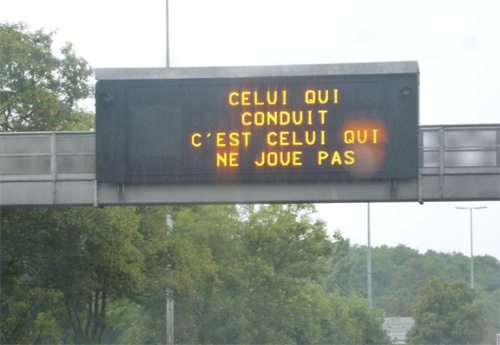 CELUI QUI
CONDUIT
C'EST CELUI QUI
NE JOUE PAS